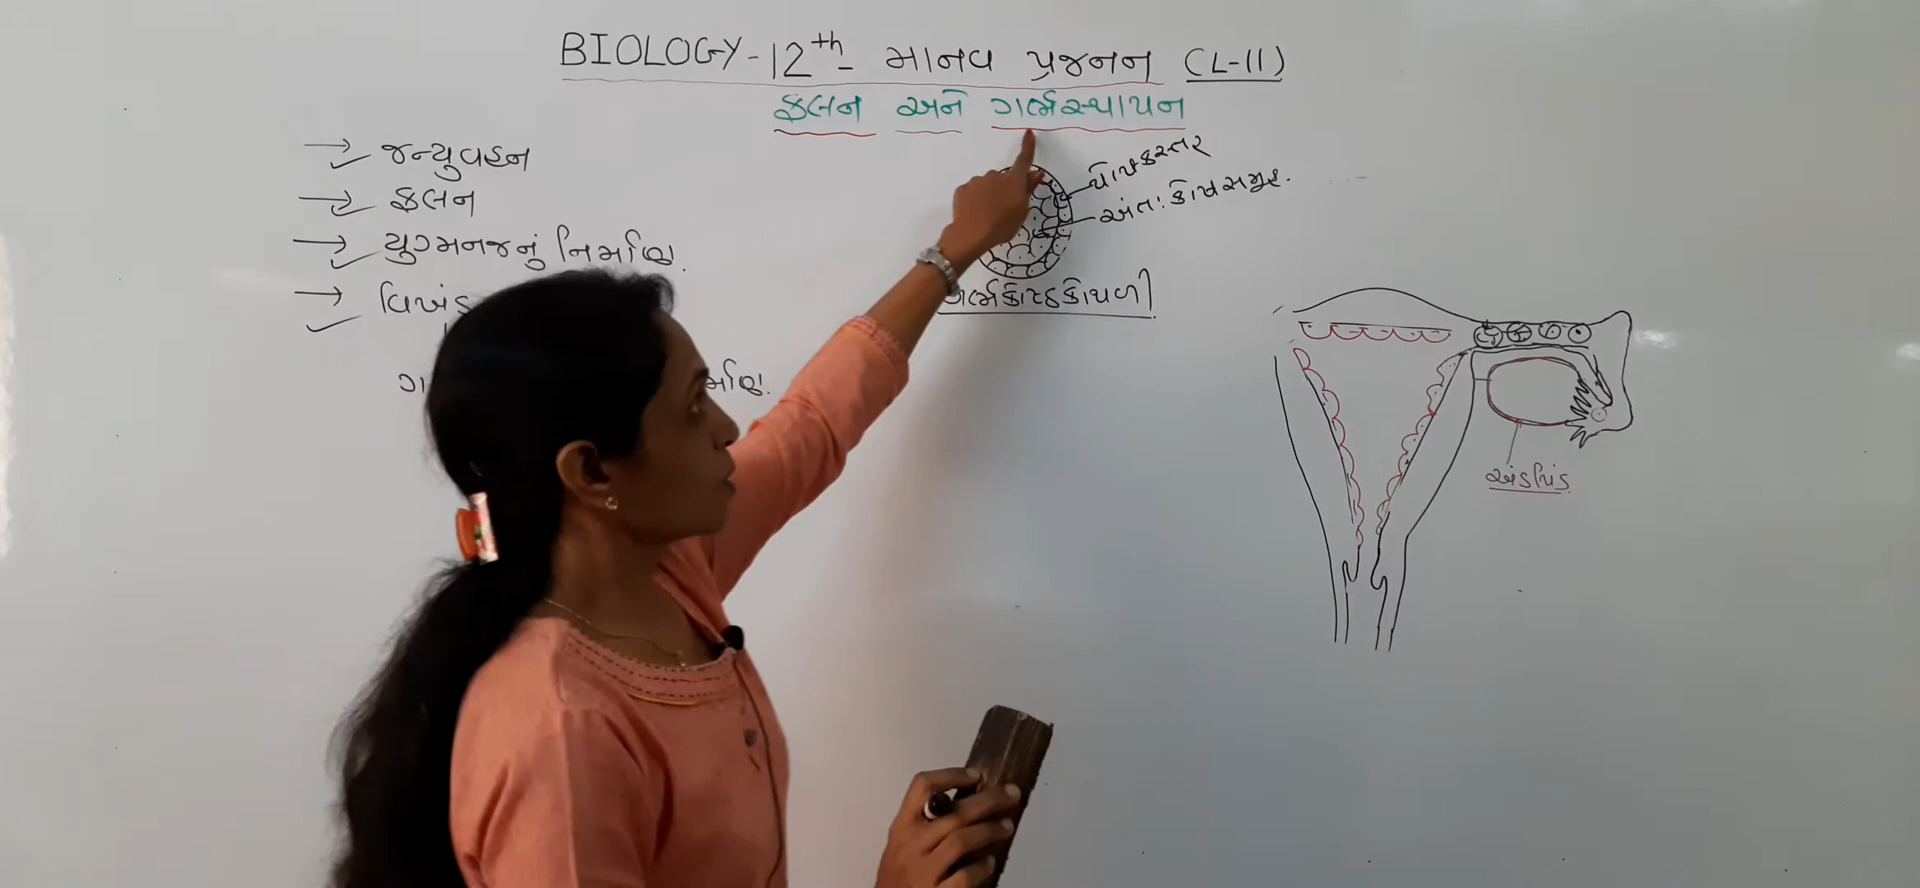 BIOLOGY - 12th - માનવ પ્રજનન (L-11)
ફલન અને ગર્ભસ્થાપન
→ જન્યુવહન
→ ફલન
→ યુગ્મનજનું નિર્માણ.
પોષકસ્તર
અંતઃકોષસમૂહ.
ગર્ભકોષ્ઠકોથળી
અંડપિંડ